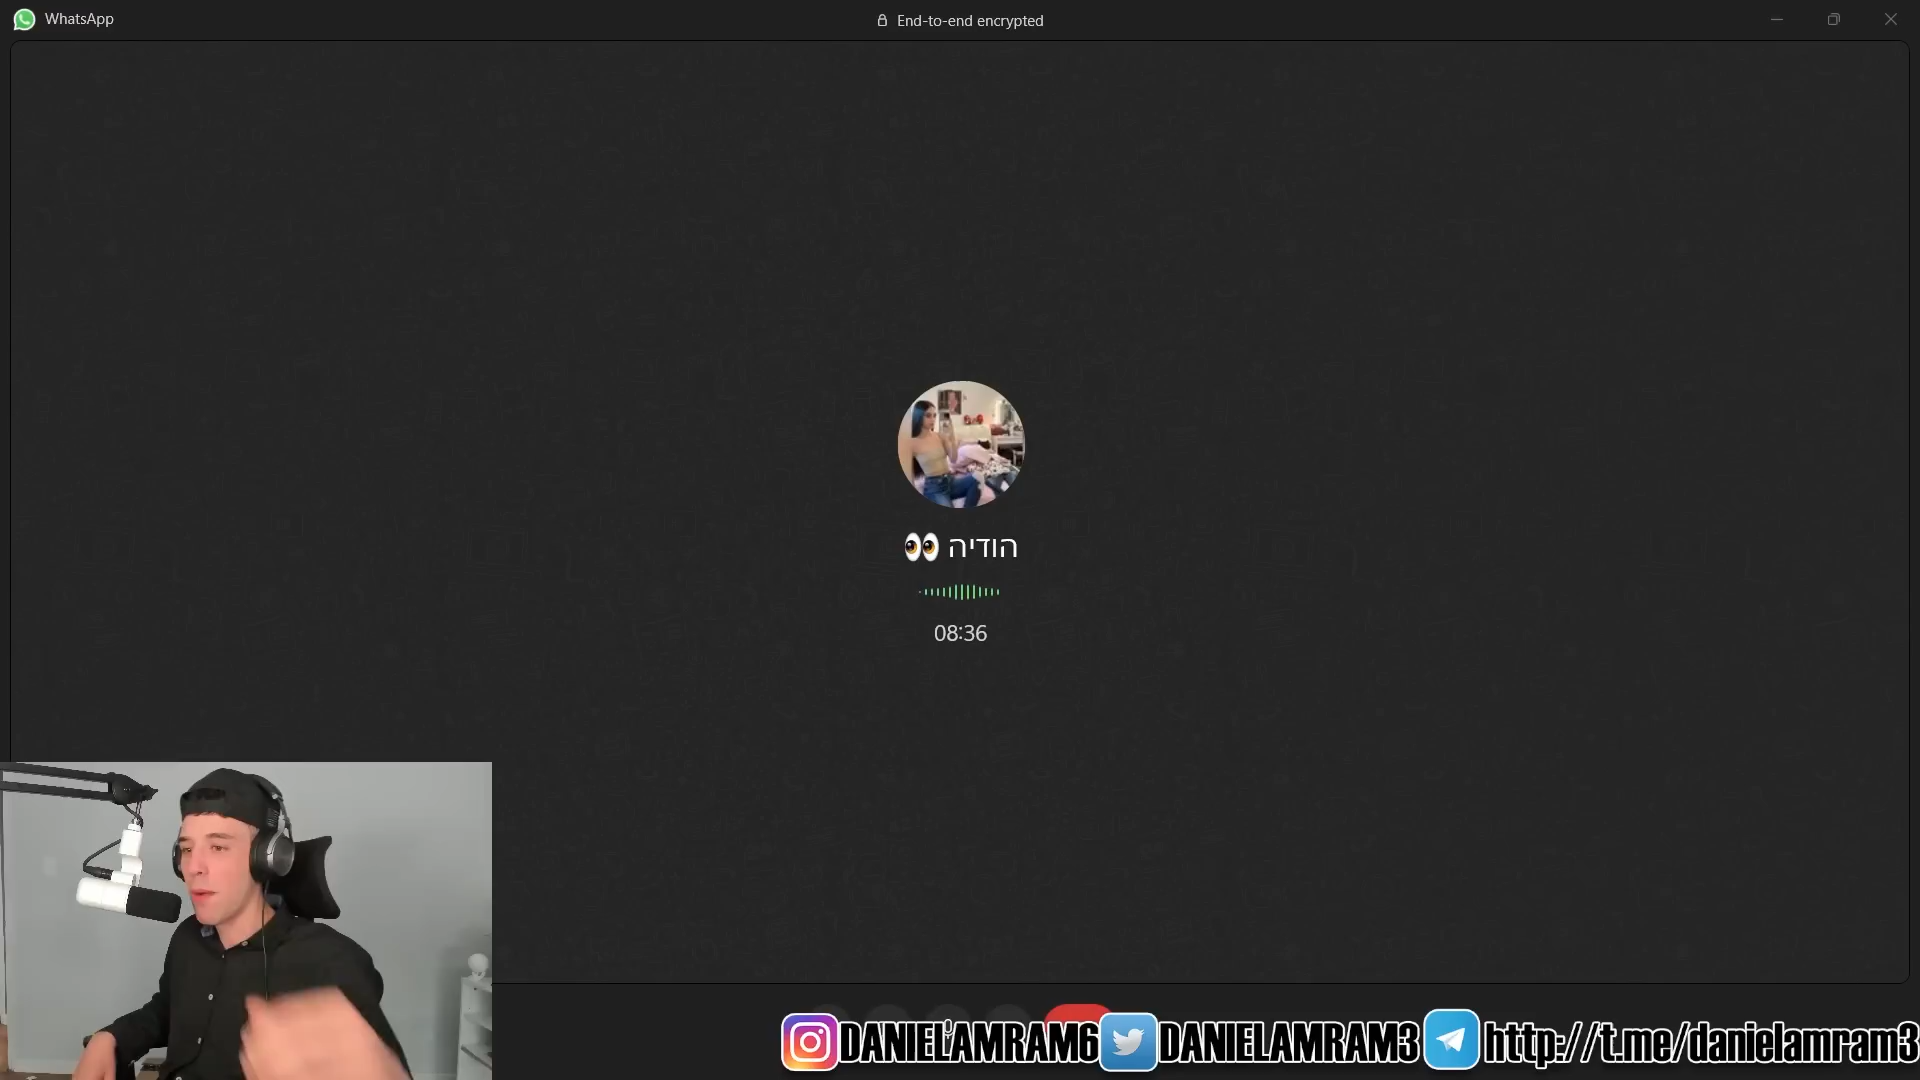 WhatsApp
End-to-end encrypted
הודיה 👀
08:36
DANIELAMRAM6 DANIELAMRAM3 http://t.me/danielamram3